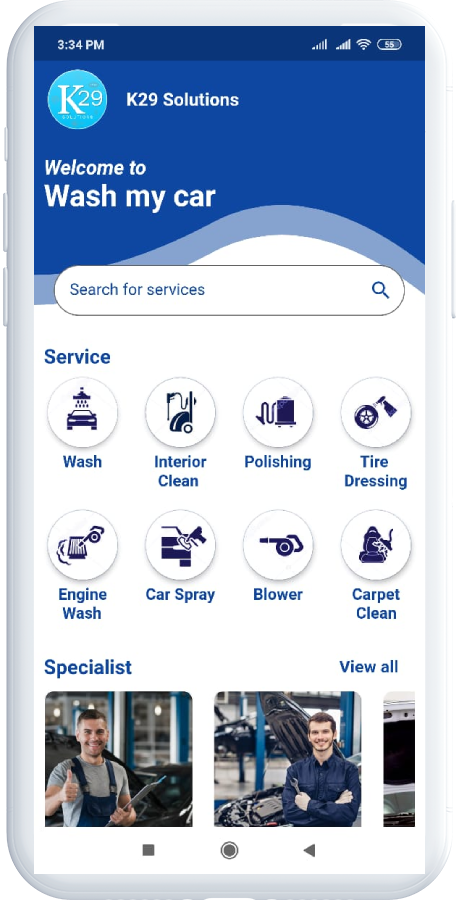 3:34 PM
55
K29
SOLUTIONS
K29 Solutions
Welcome to
Wash my car
Search for services
Service
Wash
Interior
Clean
Polishing
Tire
Dressing
Engine
Wash
Car Spray
Blower
Carpet
Clean
Specialist
View all